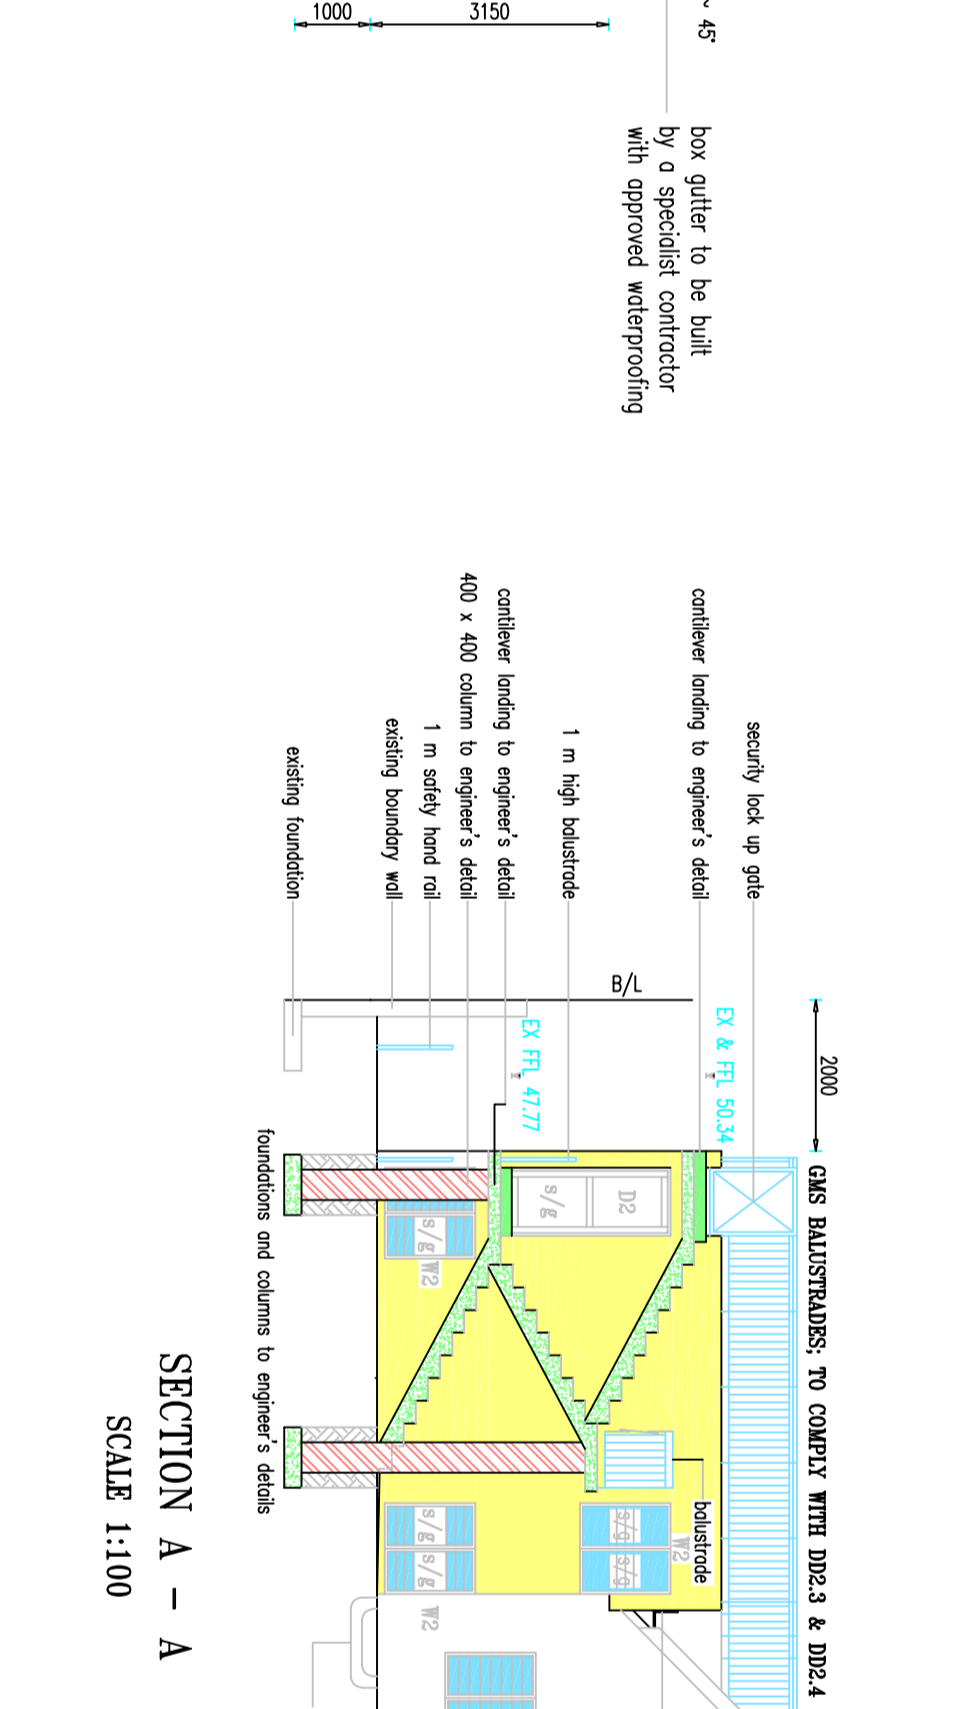 ~ 45°
box gutter to be built
by a specialist contractor
with approved waterproofing
3150
1000
2000
GMS BALUSTRADES; TO COMPLY WITH DD2.3 & DD2.4
security lock up gate
EX & FFL 50.34
cantilever landing to engineer's detail
B/L
1 m high balustrade
EX FFL 47.77
cantilever landing to engineer's detail
400 x 400 column to engineer's detail
1 m safety hand rail
existing boundary wall
existing foundation
D2
s/g
balustrade
W2
s/g
s/g
s/g
W2
s/g
s/g
W2
foundations and columns to engineer's details
SECTION A - A
SCALE 1:100